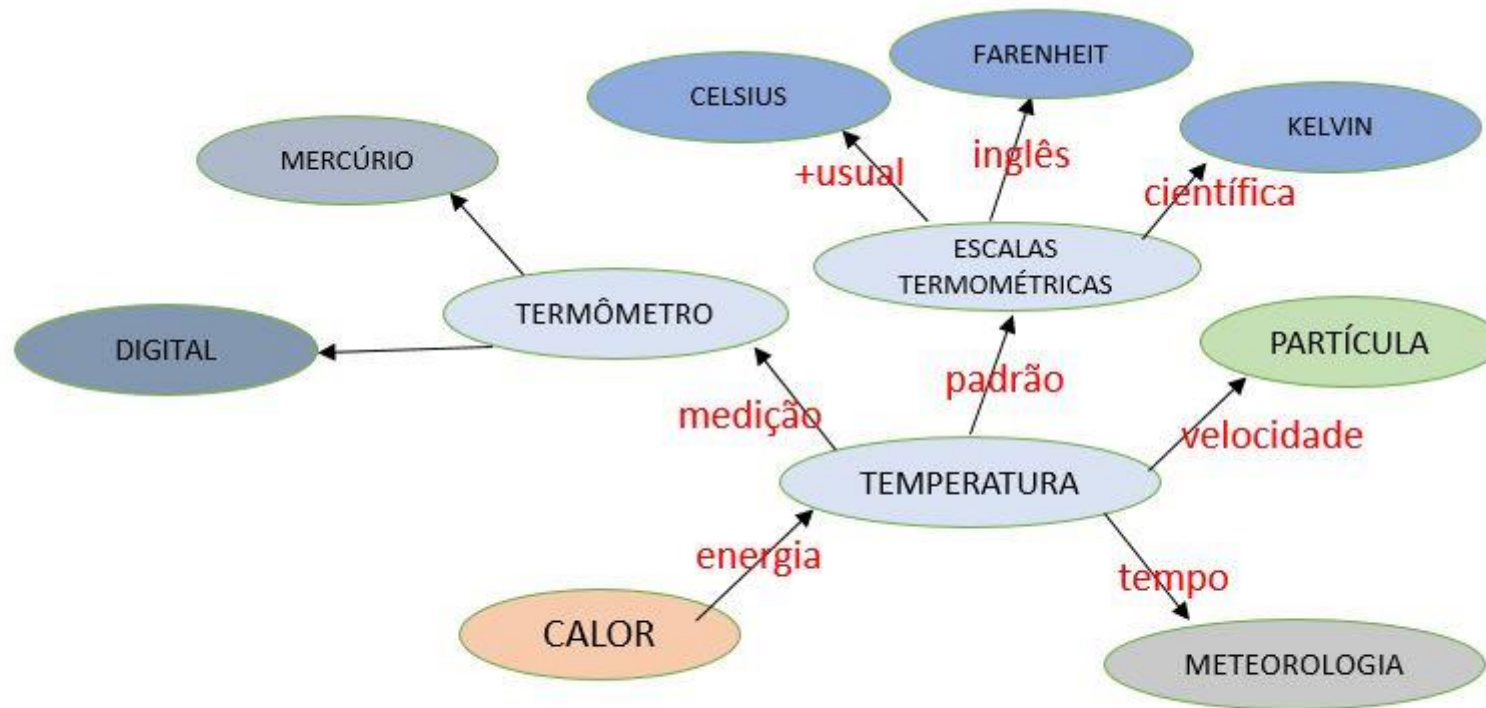 FARENHEIT
CELSIUS
KELVIN
MERCÚRIO
+usual
inglês
científica
ESCALAS
TERMOMÉTRICAS
TERMÔMETRO
DIGITAL
PARTÍCULA
padrão
medição
velocidade
TEMPERATURA
energia
tempo
CALOR
METEOROLOGIA